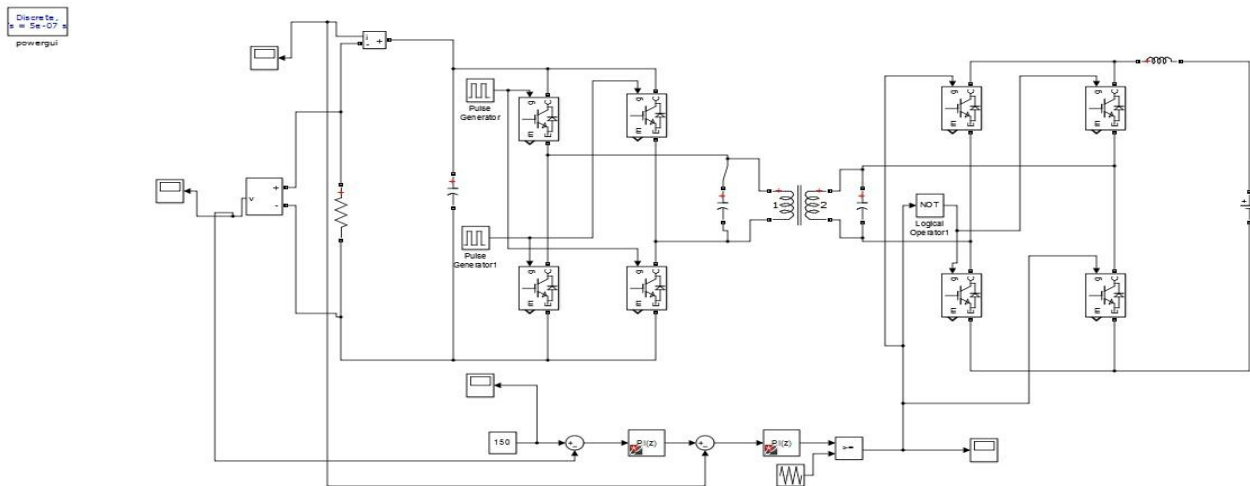 Discrete,
s = 5e-07 s
powergui
i
+
-
Pulse
Generator
g
C
m
E
g
C
m
E
g
C
m
E
g
C
m
E
v
+
-
+
+
+
+
1
2
+
+
NOT
Logical
Operator1
Pulse
Generator1
g
C
m
E
g
C
m
E
g
C
m
E
g
C
m
E
+
150
PI(z)
PI(z)
>=